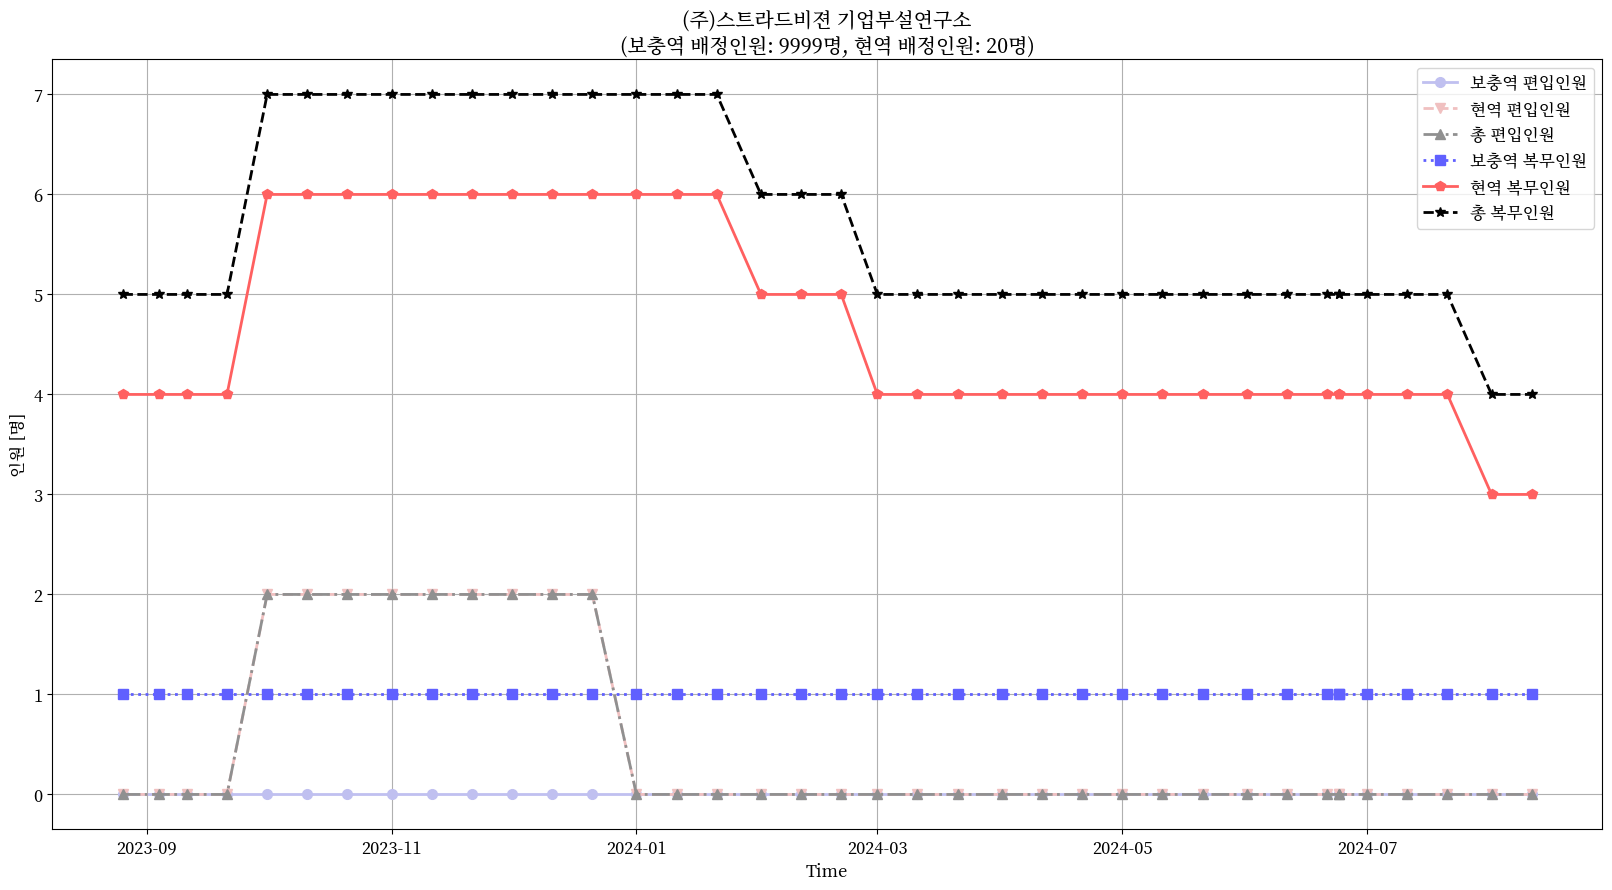 (주)스트라드비젼 기업부설연구소
(보충역 배정인원: 9999명, 현역 배정인원: 20명)
보충역 편입인원
현역 편입인원
총 편입인원
보충역 복무인원
현역 복무인원
총 복무인원
인원 [명]
7
6
5
4
3
2
1
0
2023-09
2023-11
2024-01
2024-03
2024-05
2024-07
Time